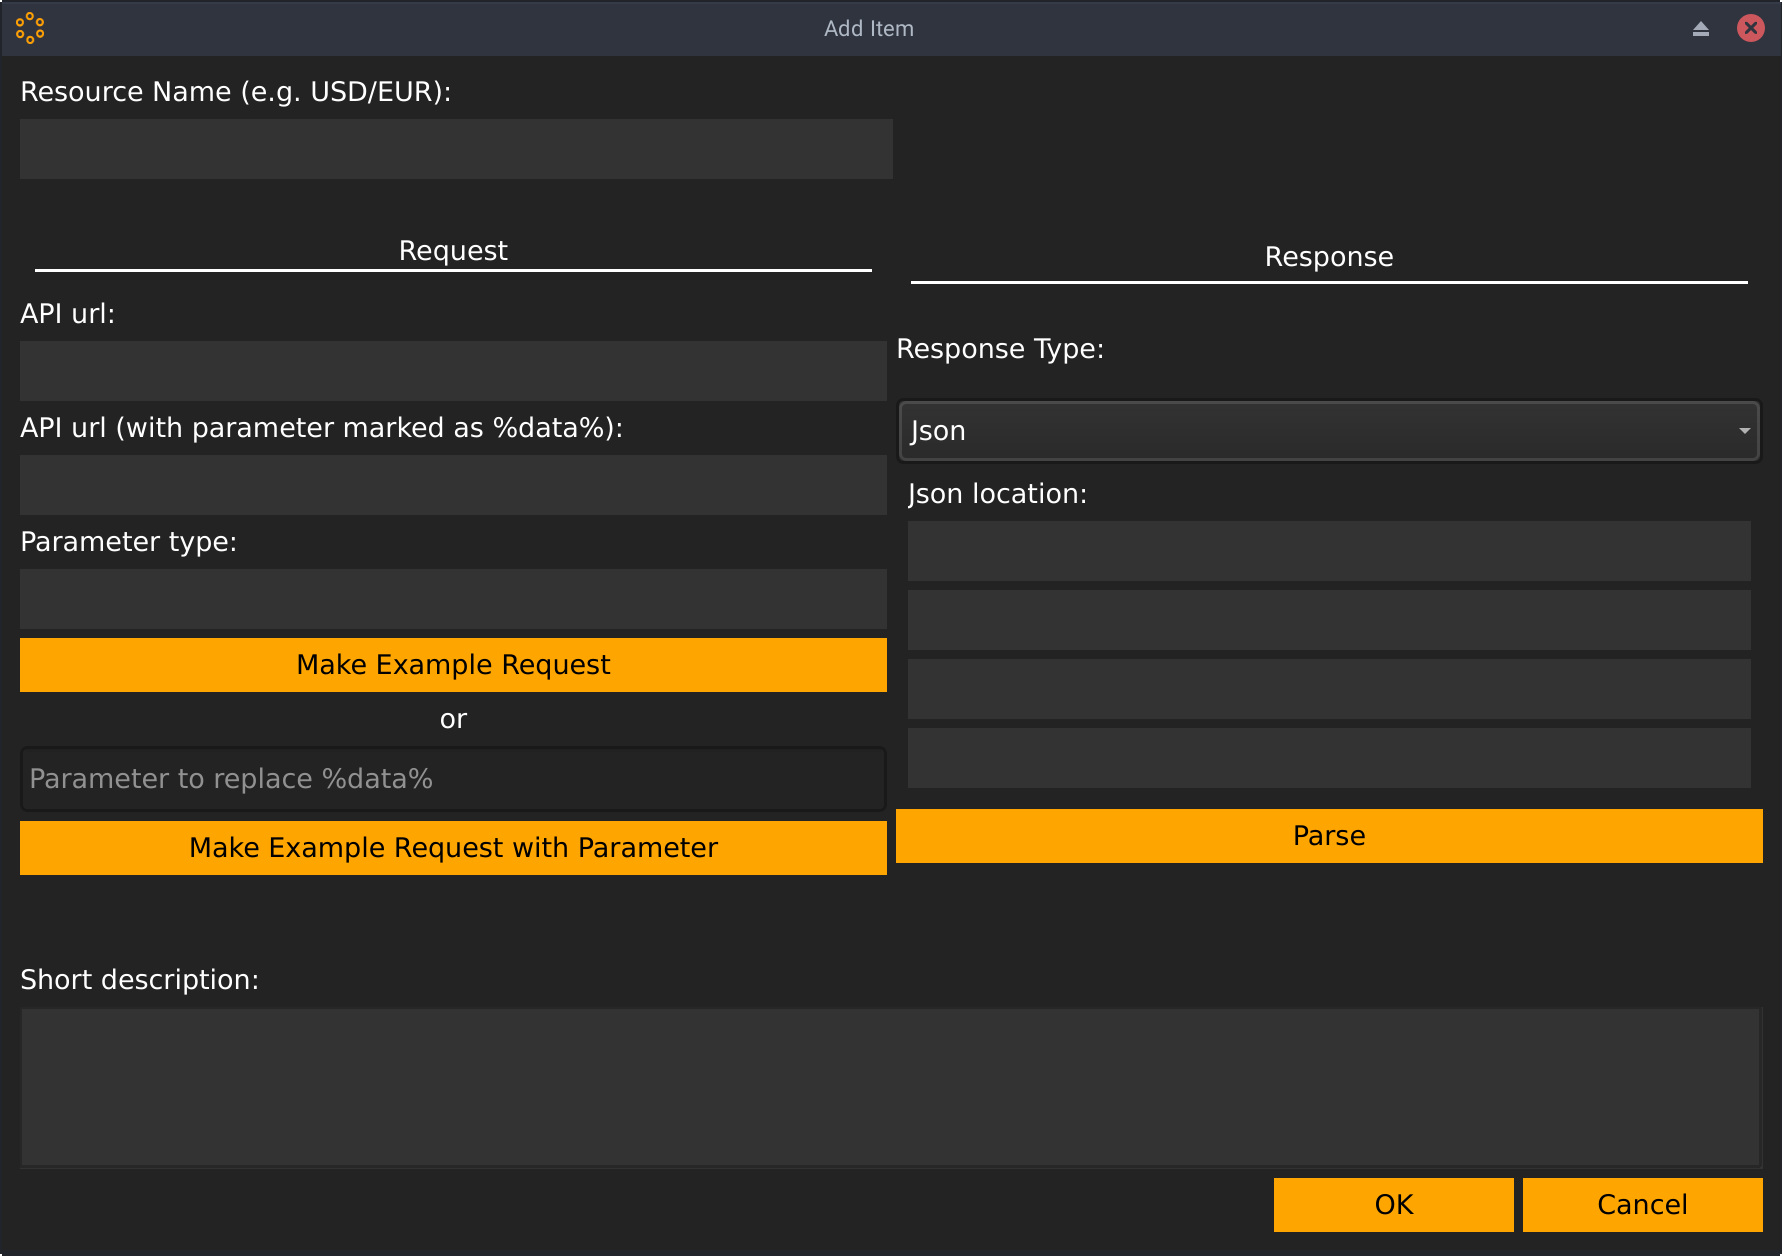 Add Item
Resource Name (e.g. USD/EUR):
Request
API url:
API url (with parameter marked as %data%):
Parameter type:
Make Example Request
or
Parameter to replace %data%
Make Example Request with Parameter
Response
Response Type:
Json
Json location:
Parse
Short description:
OK
Cancel